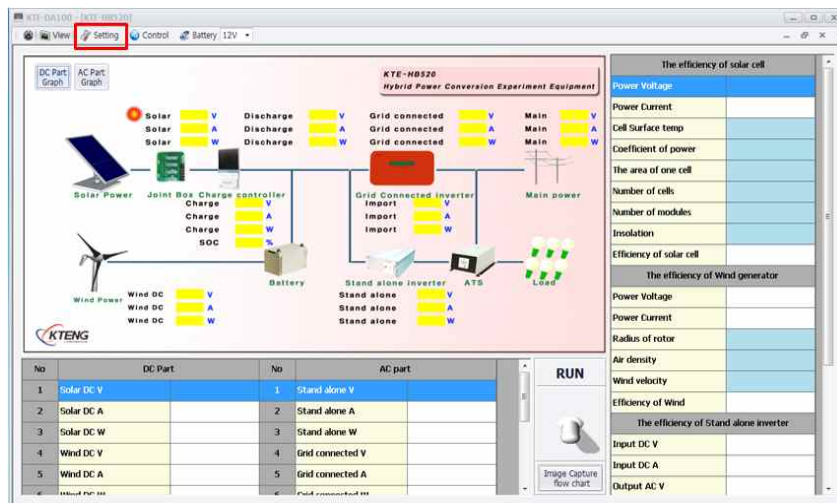 KTE-DA100 - [KTE-HB520]
View Setting Control Battery 12V
DC Part Graph
AC Part Graph
KTE-HB520
Hybrid Power Conversion Experiment Equipment
Solar V Discharge V Grid connected V Main V
Solar A Discharge A Grid connected A Main A
Solar W Discharge W Grid connected W Main W
Solar Power Joint Box Charge controller Grid Connected inverter Main power
Charge V Import V
Charge A Import A
Charge W Import W
SOC %
Battery Stand alone inverter ATS Load
Wind Power
Wind DC V Stand alone V
Wind DC A Stand alone A
Wind DC W Stand alone W
KTENG
No DC Part No AC part
1 Solar DC V 1 Stand alone V
2 Solar DC A 2 Stand alone A
3 Solar DC W 3 Stand alone W
4 Wind DC V 4 Grid connected V
5 Wind DC A 5 Grid connected A
6 Wind DC W 6 Grid connected W
RUN
Image Capture
flow chart
The efficiency of solar cell
Power Voltage
Power Current
Cell Surface temp
Coefficient of power
The area of one cell
Number of cells
Number of modules
Insolation
Efficiency of solar cell
The efficiency of Wind generator
Power Voltage
Power Current
Radius of rotor
Air density
Wind velocity
Efficiency of Wind
The efficiency of Stand alone inverter
Input DC V
Input DC A
Output AC V